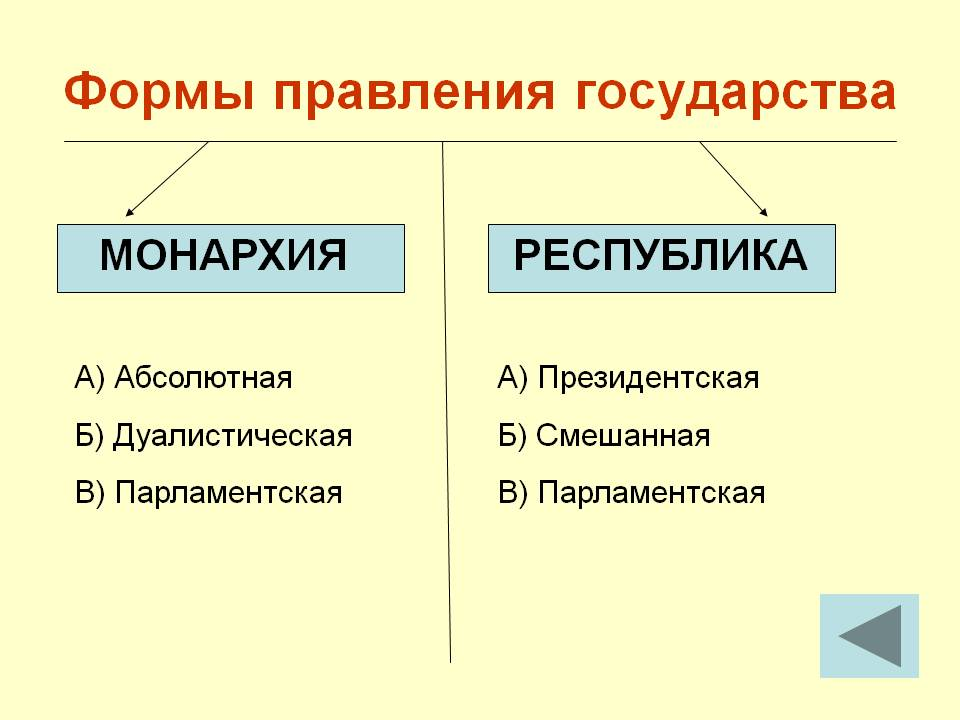 Формы правления государства
МОНАРХИЯ
А) Абсолютная
Б) Дуалистическая
В) Парламентская
РЕСПУБЛИКА
А) Президентская
Б) Смешанная
В) Парламентская